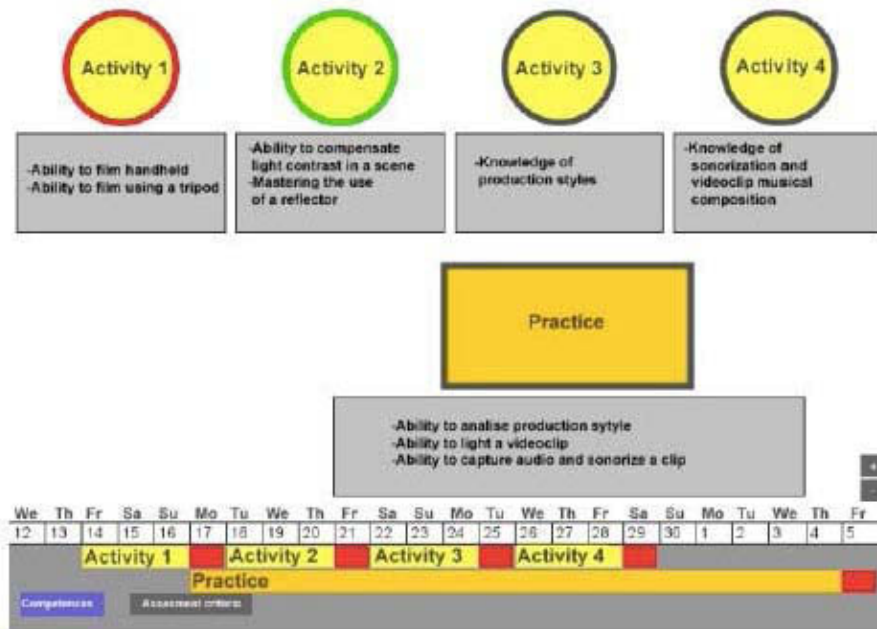 Activity 1
Activity 2
Activity 3
Activity 4
-Ability to film handheld
-Ability to film using a tripod
-Ability to compensate
light contrast in a scene
-Mastering the use
of a reflector
-Knowledge of
production styles
-Knowledge of
sonorization and
videoclip musical
composition
Practice
-Ability to analise production sytyle
-Ability to light a videoclip
-Ability to capture audio and sonorize a clip
+
-
We Th Fr Sa Su Mo Tu We Th Fr Sa Su Mo Tu We Th Fr Sa Su Mo Tu We Th Fr
12 13 14 15 16 17 18 19 20 21 22 23 24 25 26 27 28 29 30 1 2 3 4 5
Activity 1 Activity 2 Activity 3 Activity 4
Practice
Competences Assesment criteria